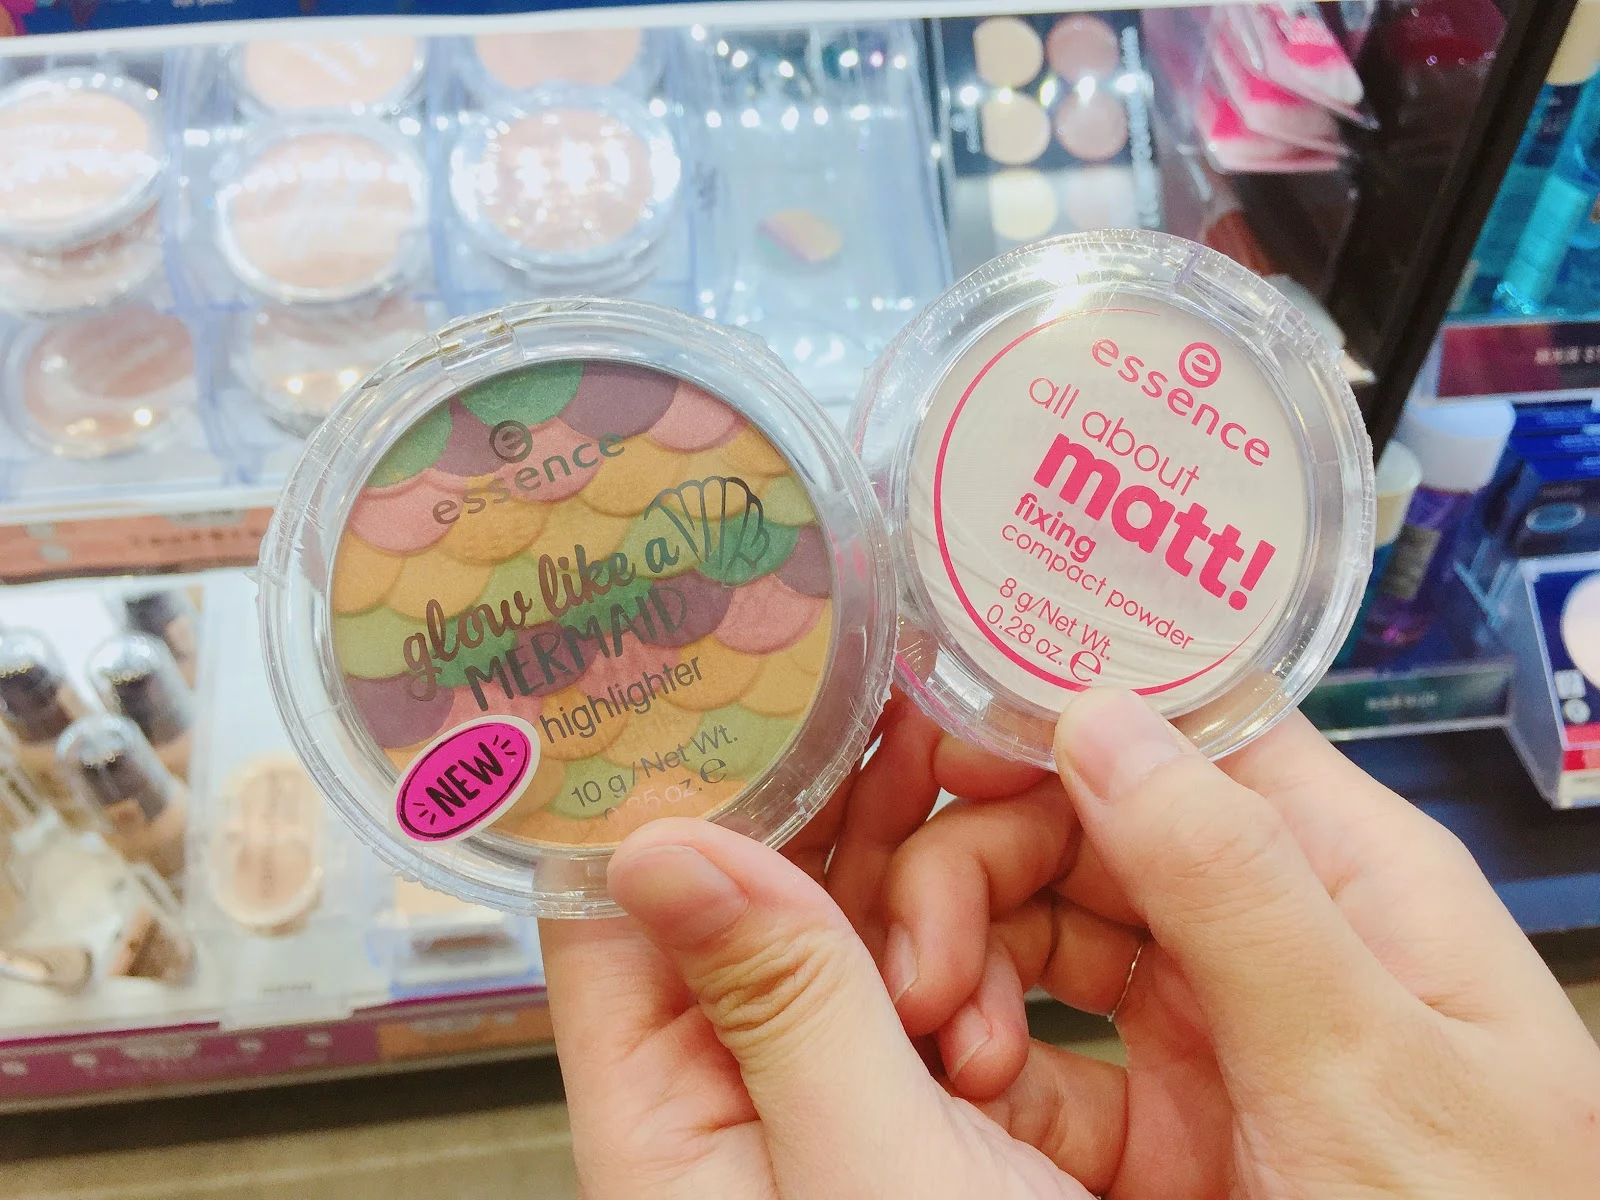 essence
glow like a
MERMAID
highlighter
10 g/Net Wt.
oz. e
NEW
essence
all about
matt!
fixing
compact powder
8 g/Net Wt.
0.28 oz. e